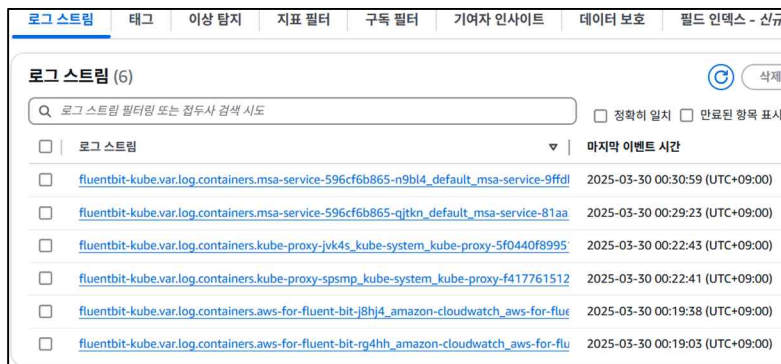 로그 스트림 태그 이상 탐지 지표 필터 구독 필터 기여자 인사이트 데이터 보호 필드 인덱스 - 신규
로그 스트림 (6)
삭제
로그 스트림 필터링 또는 접두사 검색 시도
정확히 일치 만료된 항목 표시
로그 스트림 마지막 이벤트 시간
fluentbit-kube.var.log.containers.msa-service-596cf6b865-n9bl4_default_msa-service-9ffdl 2025-03-30 00:30:59 (UTC+09:00)
fluentbit-kube.var.log.containers.msa-service-596cf6b865-qjtkn_default_msa-service-81aa 2025-03-30 00:29:23 (UTC+09:00)
fluentbit-kube.var.log.containers.kube-proxy-jvk4s_kube-system_kube-proxy-5f0440f8995 2025-03-30 00:22:43 (UTC+09:00)
fluentbit-kube.var.log.containers.kube-proxy-spsmp_kube-system_kube-proxy-f417761512 2025-03-30 00:22:41 (UTC+09:00)
fluentbit-kube.var.log.containers.aws-for-fluent-bit-j8hj4_amazon-cloudwatch_aws-for-flue 2025-03-30 00:19:38 (UTC+09:00)
fluentbit-kube.var.log.containers.aws-for-fluent-bit-rg4hh_amazon-cloudwatch_aws-for-flu 2025-03-30 00:19:03 (UTC+09:00)